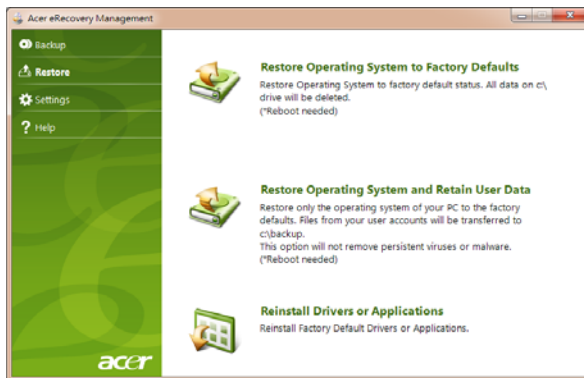 Acer eRecovery Management
Backup
Restore
Settings
? Help
Restore Operating System to Factory Defaults
Restore Operating System to factory default status. All data on c:\
drive will be deleted.
(*Reboot needed)
Restore Operating System and Retain User Data
Restore only the operating system of your PC to the factory
defaults. Files from your user accounts will be transferred to
c:\backup.
This option will not remove persistent viruses or malware.
(*Reboot needed)
Reinstall Drivers or Applications
Reinstall Factory Default Drivers or Applications.
acer